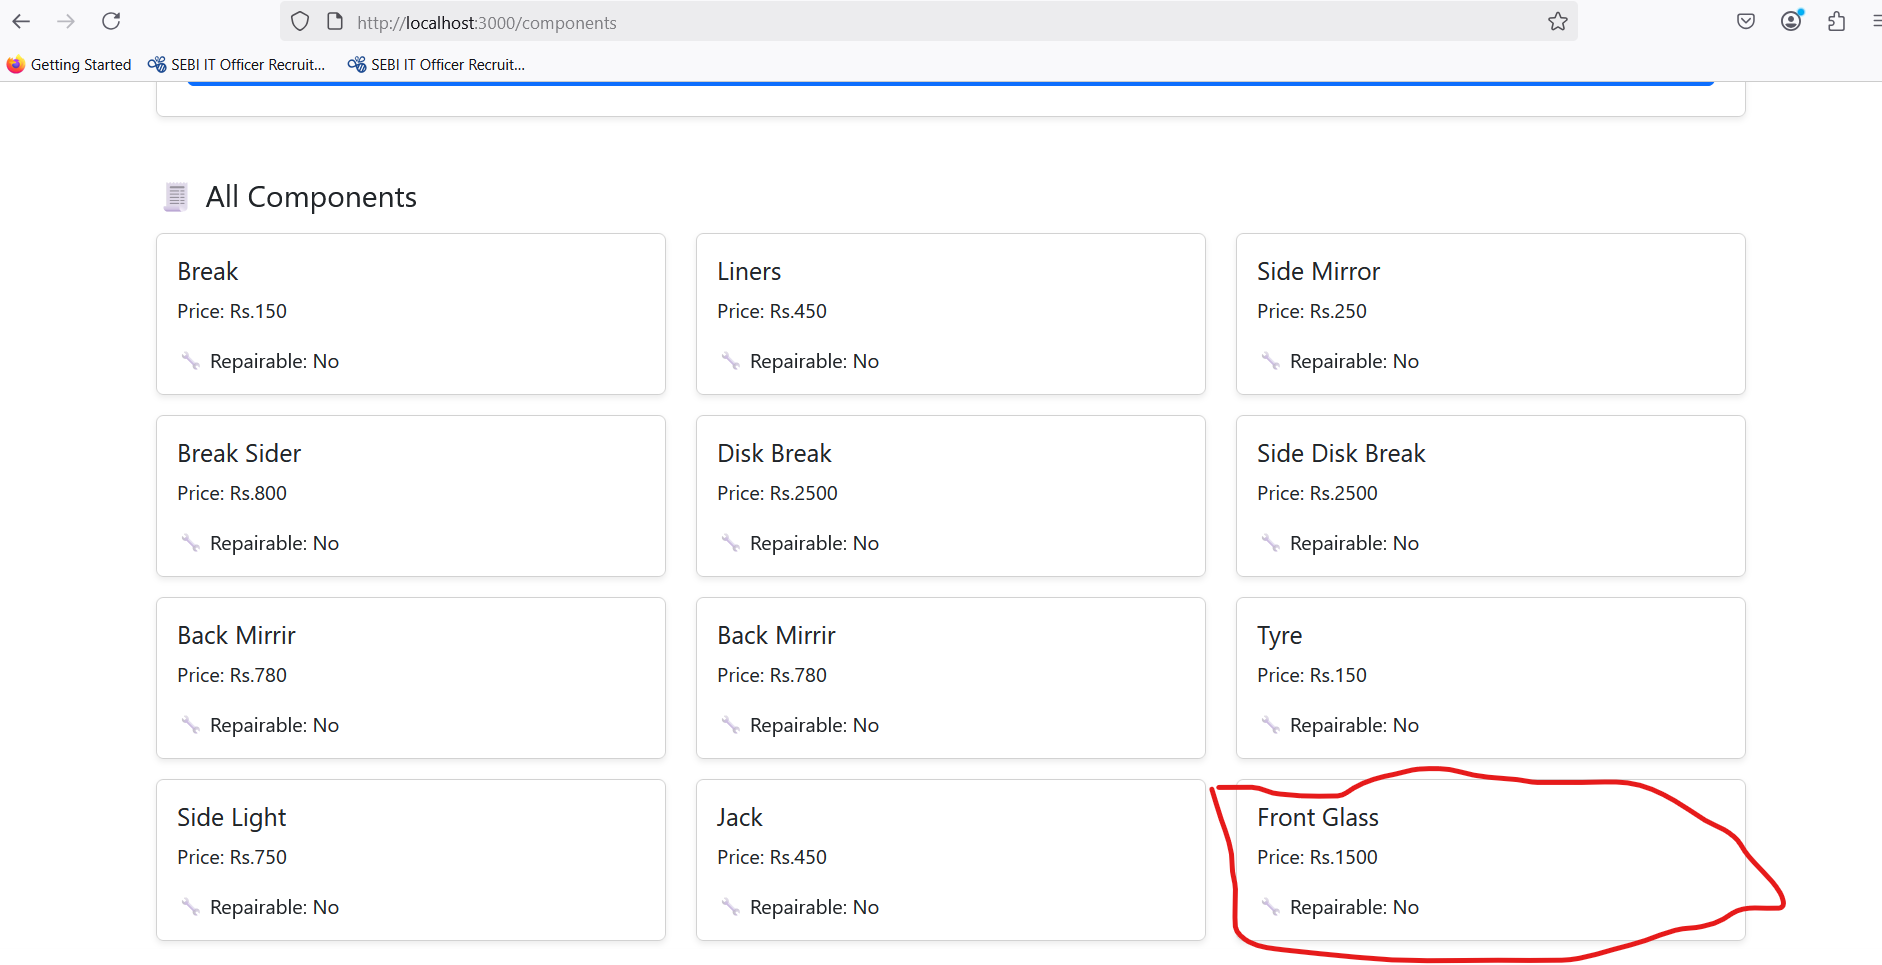 http://localhost:3000/components
Getting Started
SEBI IT Officer Recruit...
SEBI IT Officer Recruit...
All Components
Break
Price: Rs.150
Repairable: No
Liners
Price: Rs.450
Repairable: No
Side Mirror
Price: Rs.250
Repairable: No
Break Sider
Price: Rs.800
Repairable: No
Disk Break
Price: Rs.2500
Repairable: No
Side Disk Break
Price: Rs.2500
Repairable: No
Back Mirrir
Price: Rs.780
Repairable: No
Back Mirrir
Price: Rs.780
Repairable: No
Tyre
Price: Rs.150
Repairable: No
Side Light
Price: Rs.750
Repairable: No
Jack
Price: Rs.450
Repairable: No
Front Glass
Price: Rs.1500
Repairable: No